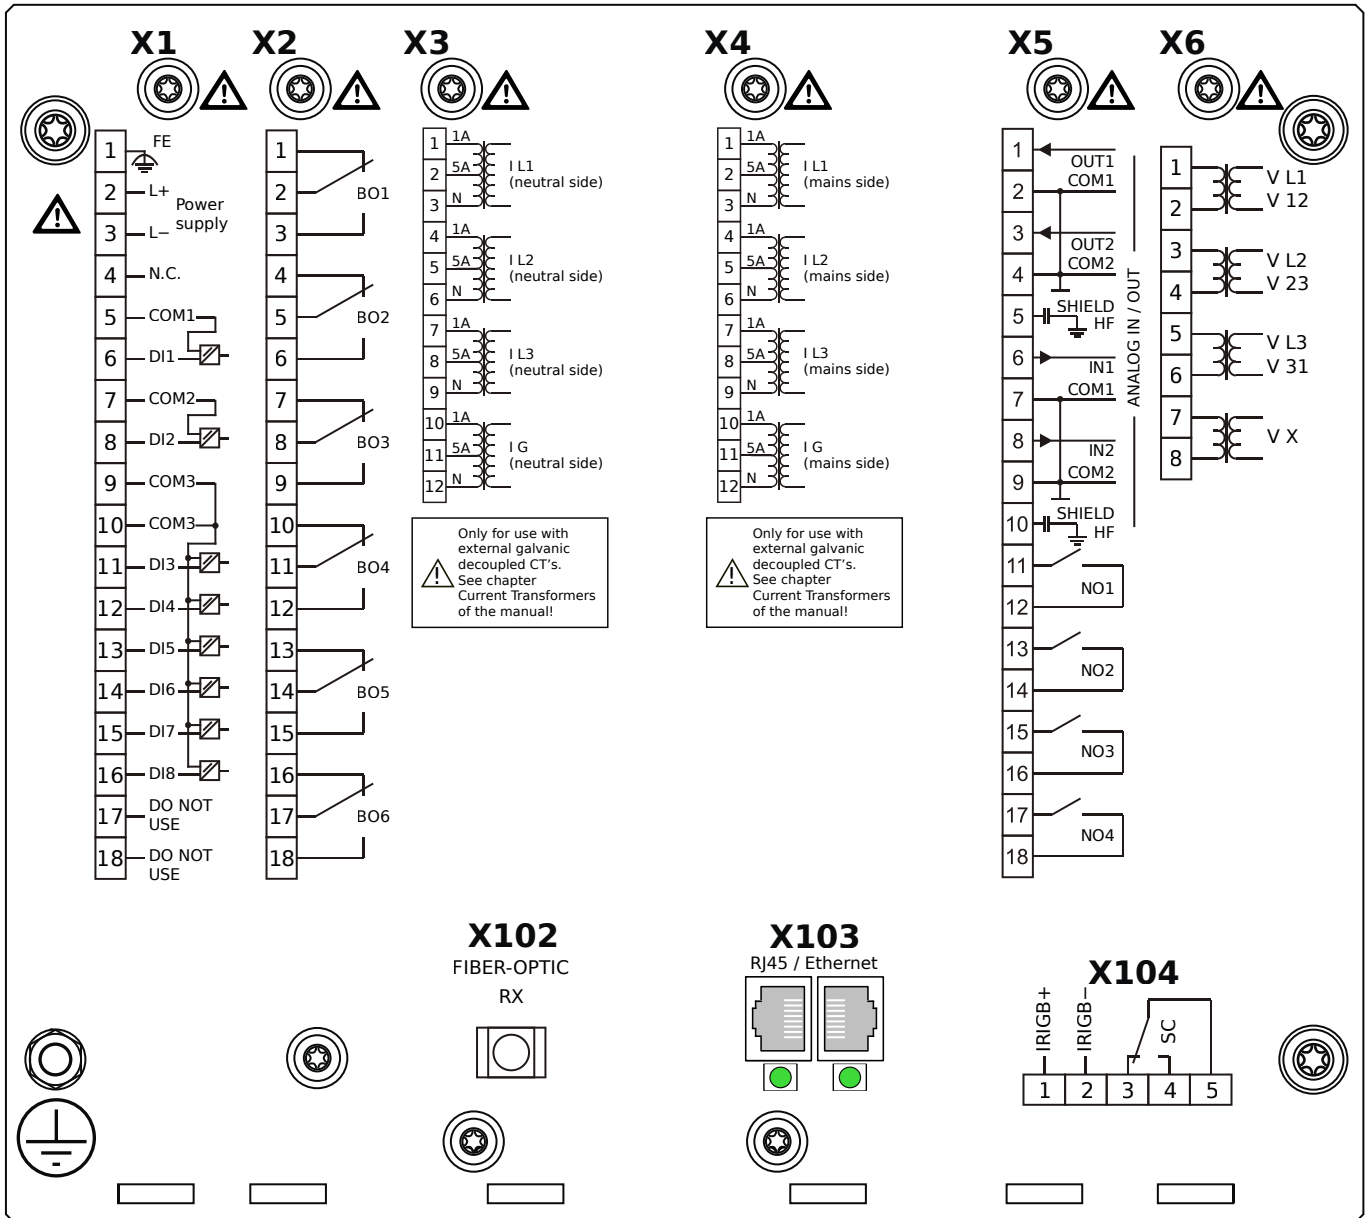 X1
X2
X3
X4
X5
X6
1
FE
2
L+
Power
supply
3
L−
4
N.C.
5
COM1
6
DI1
7
COM2
8
DI2
9
COM3
10
COM3
11
DI3
12
DI4
13
DI5
14
DI6
15
DI7
16
DI8
17
DO NOT
USE
18
DO NOT
USE
1
2
BO1
3
4
5
BO2
6
7
8
BO3
9
10
11
BO4
12
13
14
BO5
15
16
17
BO6
18
1
1A
2
5A
3
N
I L1
(neutral side)
4
1A
5
5A
6
N
I L2
(neutral side)
7
1A
8
5A
9
N
I L3
(neutral side)
10
1A
11
5A
12
N
I G
(neutral side)
Only for use with
external galvanic
decoupled CT's.
See chapter
Current Transformers
of the manual!
1
1A
2
5A
3
N
I L1
(mains side)
4
1A
5
5A
6
N
I L2
(mains side)
7
1A
8
5A
9
N
I L3
(mains side)
10
1A
11
5A
12
N
I G
(mains side)
Only for use with
external galvanic
decoupled CT's.
See chapter
Current Transformers
of the manual!
1
OUT1
2
COM1
3
OUT2
4
COM2
5
SHIELD
HF
6
IN1
7
COM1
8
IN2
9
COM2
10
SHIELD
HF
ANALOG IN / OUT
11
NO1
12
13
NO2
14
15
NO3
16
17
NO4
18
1
V L1
2
V 12
3
V L2
4
V 23
5
V L3
6
V 31
7
V X
8
X102
FIBER-OPTIC
RX
X103
RJ45 / Ethernet
X104
IRIGB+
IRIGB−
SC
1 2 3 4 5